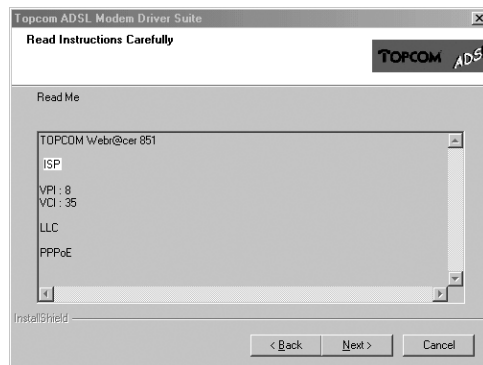 Topcom ADSL Modem Driver Suite
Read Instructions Carefully
TOPCOM ADS
Read Me
TOPCOM Webr@cer 851
ISP
VPI : 8
VCI : 35
LLC
PPPoE
InstallShield
< Back
Next >
Cancel